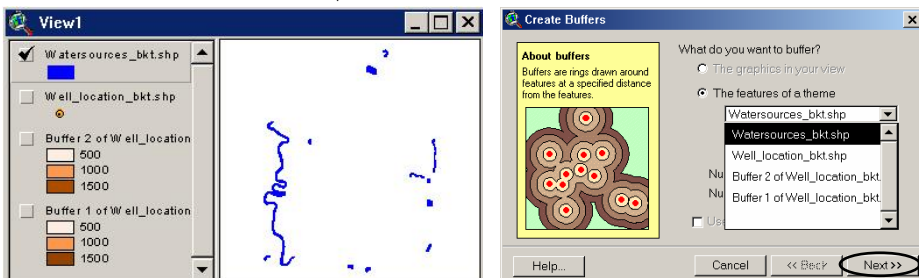 View1
Watersources_bkt.shp
Well_location_bkt.shp
Buffer 2 of Well_location
500
1000
1500
Buffer 1 of Well_location
500
1000
1500
Create Buffers
About buffers
Buffers are rings drawn around
features at a specified distance
from the features.
What do you want to buffer?
The graphics in your view
The features of a theme
Watersources_bkt.shp
Watersources_bkt.shp
Well_location_bkt.shp
Buffer 2 of Well_location_bkt.
Buffer 1 of Well_location_bkt.
Nu
Nu
Use
Help...
Cancel
<< Back
Next >>